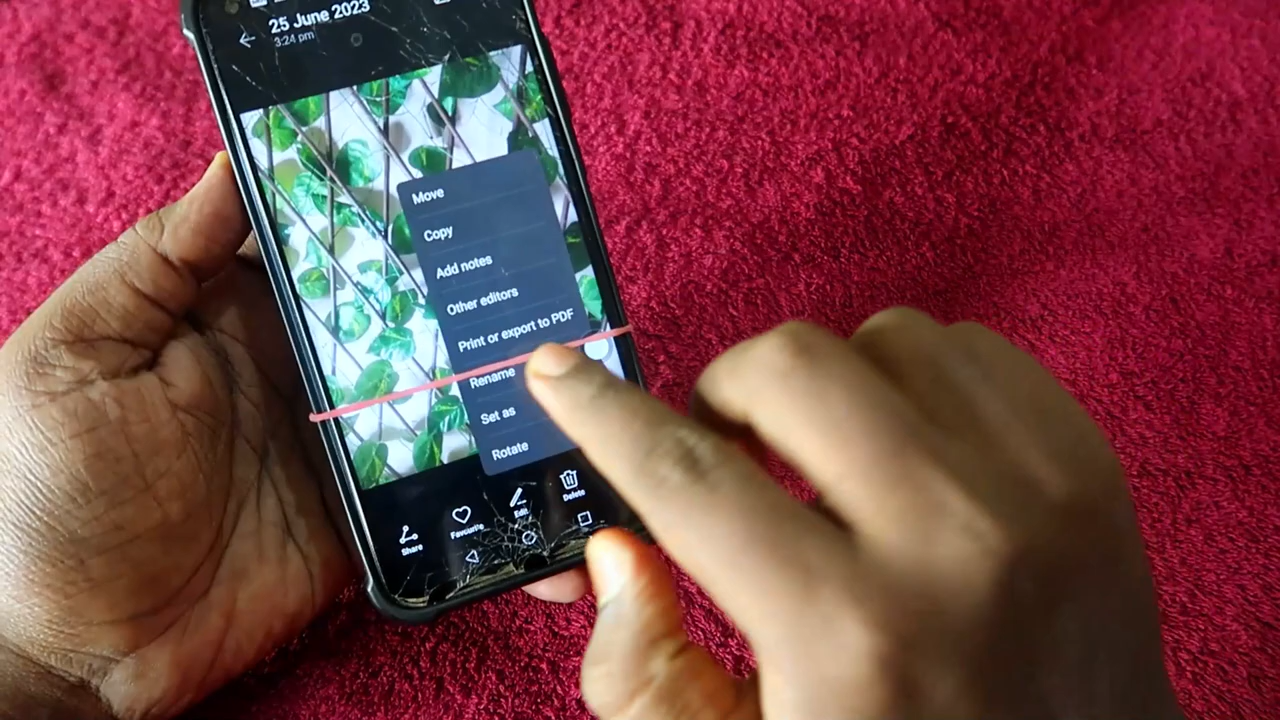 25 June 2023
3:24 pm
Move
Copy
Add notes
Other editors
Print or export to PDF
Rename
Set as
Rotate
Share
Favourite
Edit
Delete